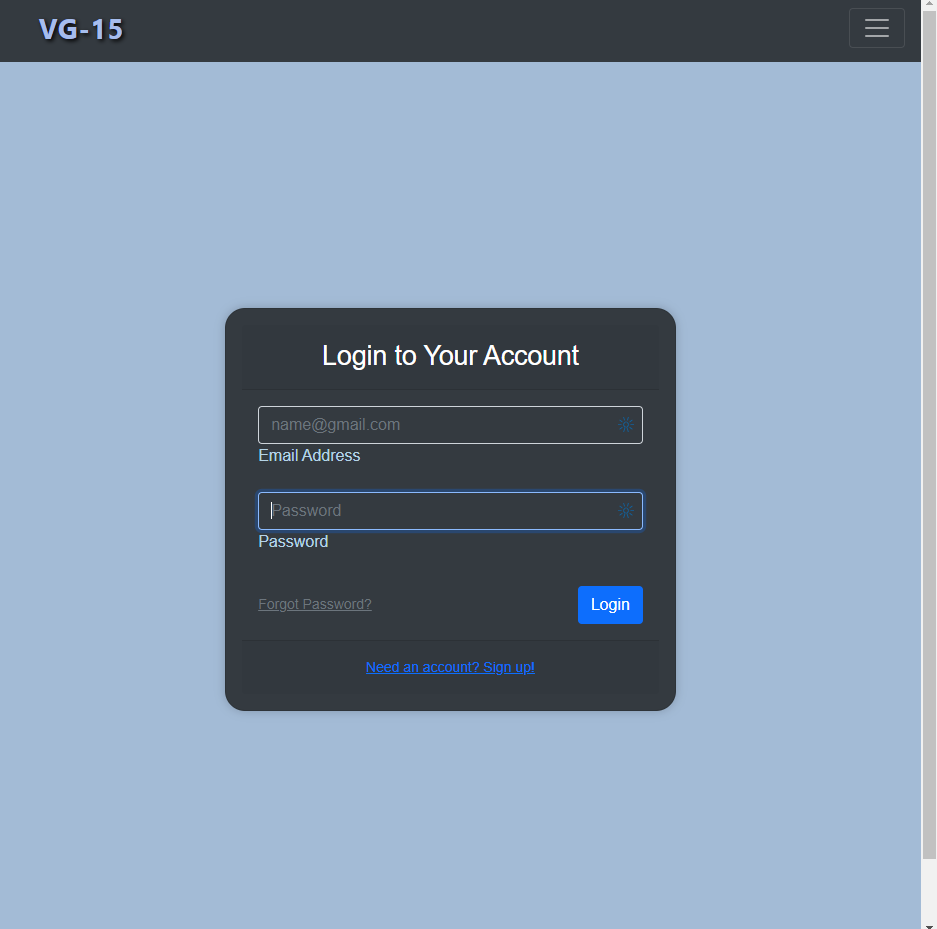 VG-15
Login to Your Account
name@gmail.com
Email Address
Password
Password
Forgot Password?
Login
Need an account? Sign up!